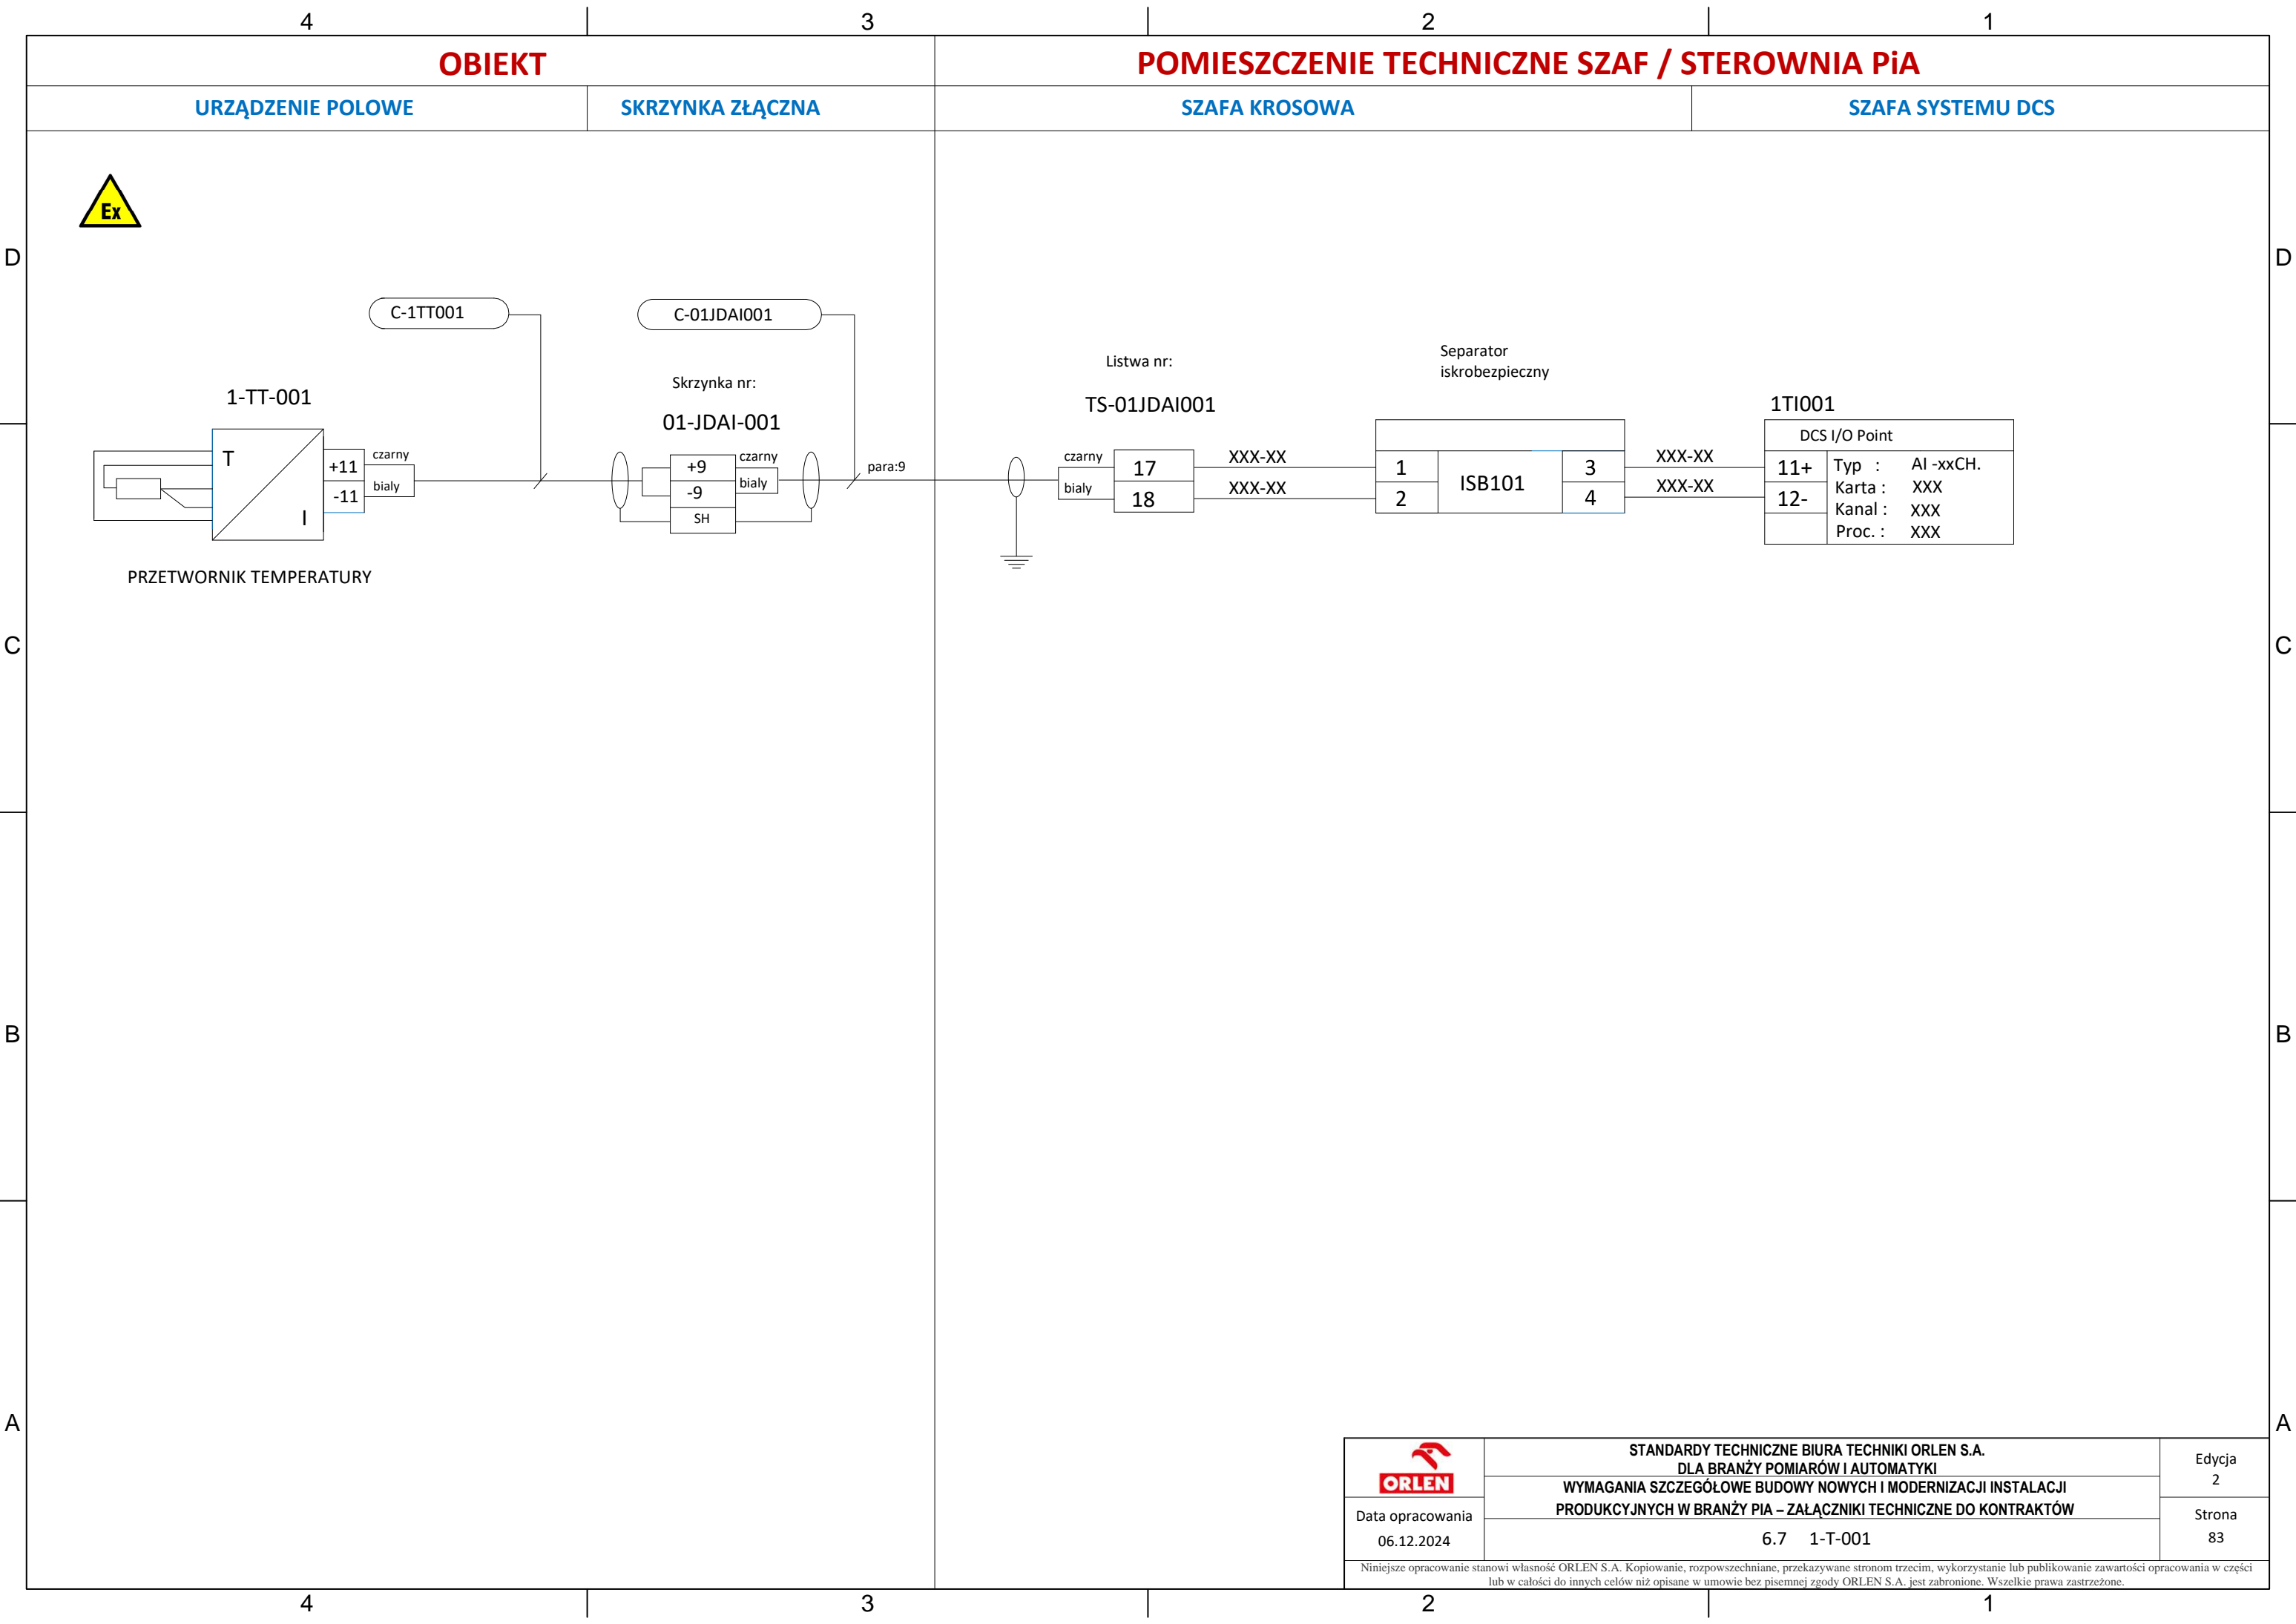 4 3 2 1
OBIEKT
POMIESZCZENIE TECHNICZNE SZAF / STEROWNIA PiA
URZĄDZENIE POLOWE
SKRZYNKA ZŁĄCZNA
SZAFA KROSOWA
SZAFA SYSTEMU DCS
Ex
D
D
C-1TT001
C-01JDAI001
1-TT-001
T
I
+11
-11
czarny
bialy
PRZETWORNIK TEMPERATURY
Skrzynka nr:
01-JDAI-001
+9
-9
SH
czarny
bialy
para:9
Listwa nr:
TS-01JDAI001
czarny
bialy
17
18
XXX-XX
XXX-XX
Separator
iskrobezpieczny
1
2
ISB101
3
4
XXX-XX
XXX-XX
1TI001
DCS I/O Point
11+
12-
Typ : AI -xxCH.
Karta : XXX
Kanal : XXX
Proc. : XXX
C
C
B
B
A
A
ORLEN
Data opracowania
06.12.2024
STANDARDY TECHNICZNE BIURA TECHNIKI ORLEN S.A.
DLA BRANŻY POMIARÓW I AUTOMATYKI
WYMAGANIA SZCZEGÓŁOWE BUDOWY NOWYCH I MODERNIZACJI INSTALACJI
PRODUKCYJNYCH W BRANŻY PIA – ZAŁĄCZNIKI TECHNICZNE DO KONTRAKTÓW
6.7 1-T-001
Edycja
2
Strona
83
Niniejsze opracowanie stanowi własność ORLEN S.A. Kopiowanie, rozpowszechniane, przekazywane stronom trzecim, wykorzystanie lub publikowanie zawartości opracowania w części
lub w całości do innych celów niż opisane w umowie bez pisemnej zgody ORLEN S.A. jest zabronione. Wszelkie prawa zastrzeżone.
4 3 2 1